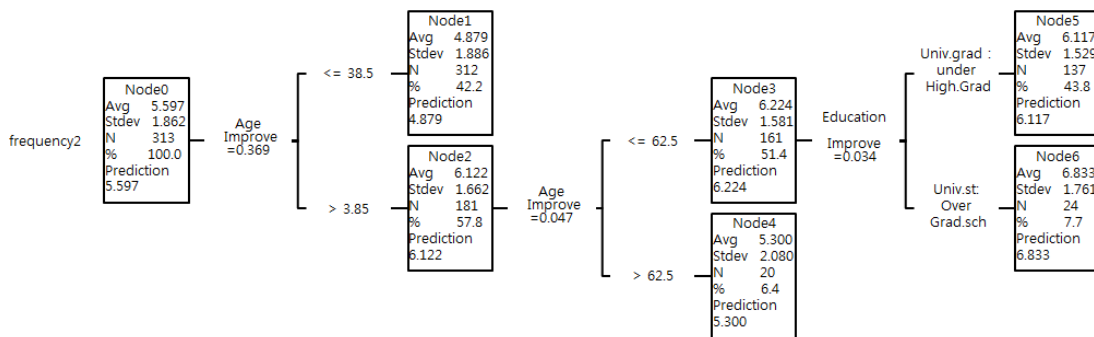 frequency2
Node0
Avg 5.597
Stdev 1.862
N 313
% 100.0
Prediction
5.597
Age
Improve
=0.369
<= 38.5
Node1
Avg 4.879
Stdev 1.886
N 312
% 42.2
Prediction
4.879
> 3.85
Node2
Avg 6.122
Stdev 1.662
N 181
% 57.8
Prediction
6.122
Age
Improve
=0.047
<= 62.5
Node3
Avg 6.224
Stdev 1.581
N 161
% 51.4
Prediction
6.224
> 62.5
Node4
Avg 5.300
Stdev 2.080
N 20
% 6.4
Prediction
5.300
Education
Improve
=0.034
Univ.grad :
under
High.Grad
Node5
Avg 6.117
Stdev 1.529
N 137
% 43.8
Prediction
6.117
Univ.st:
Over
Grad.sch
Node6
Avg 6.833
Stdev 1.761
N 24
% 7.7
Prediction
6.833